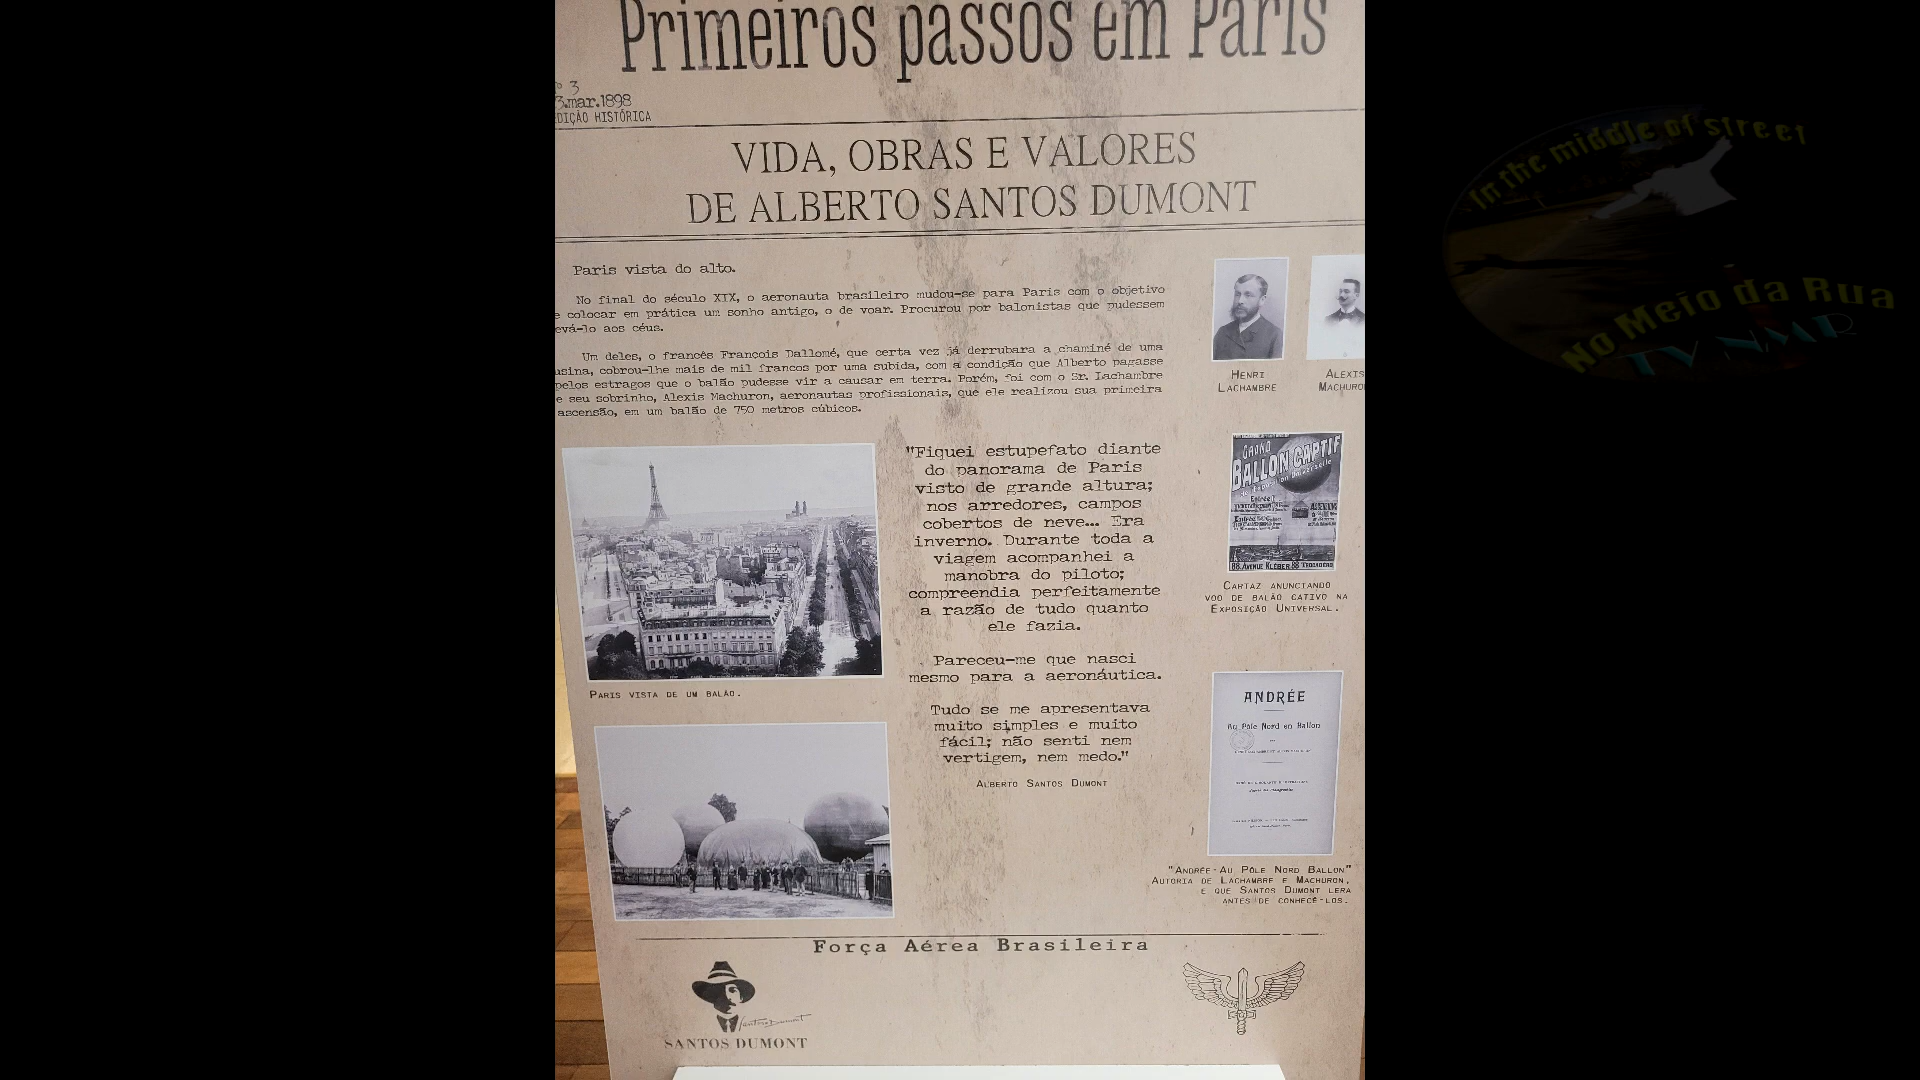 Primeiros passos em Paris
º 3
3.mar.1898
DIÇÃO HISTÓRICA
VIDA, OBRAS E VALORES
DE ALBERTO SANTOS DUMONT
Paris vista do alto.
No final do século XIX, o aeronauta brasileiro mudou-se para Paris com o objetivo
e colocar em prática um sonho antigo, o de voar. Procurou por balonistas que pudessem
evá-lo aos céus.
Um deles, o francês François Dallomé, que certa vez já derrubara a chaminé de uma
usina, cobrou-lhe mais de mil francos por uma subida, com a condição que Alberto pagasse
pelos estragos que o balão pudesse vir a causar em terra. Porém, foi com o Sr. Lachambre
e seu sobrinho, Alexis Machuron, aeronautas profissionais, que ele realizou sua primeira
ascensão, em um balão de 750 metros cúbicos.
HENRI
LACHAMBRE
ALEXIS
MACHURO
"Fiquei estupefato diante
do panorama de Paris
visto de grande altura;
nos arredores, campos
cobertos de neve... Era
inverno. Durante toda a
viagem acompanhei a
manobra do piloto;
compreendia perfeitamente
a razão de tudo quanto
ele fazia.
Pareceu-me que nasci
mesmo para a aeronáutica.
Tudo se me apresentava
muito simples e muito
fácil; não senti nem
vertigem, nem medo."
ALBERTO SANTOS DUMONT
PARIS VISTA DE UM BALÃO.
GRAND
BALLON CAPTIF
88, AVENUE KLÉBER 88 TROCADÉRO
CARTAZ ANUNCIANDO
VOO DE BALÃO CATIVO NA
EXPOSIÇÃO UNIVERSAL.
ANDRÉE
Au Pôle Nord en Ballon
"ANDRÉE-AU PÔLE NORD BALLON"
AUTORIA DE LACHAMBRE E MACHURON,
E QUE SANTOS DUMONT LERA
ANTES DE CONHECÊ-LOS.
Força Aérea Brasileira
Santos Dumont
SANTOS DUMONT
In the middle of street
No Meio da Rua
TV NMR